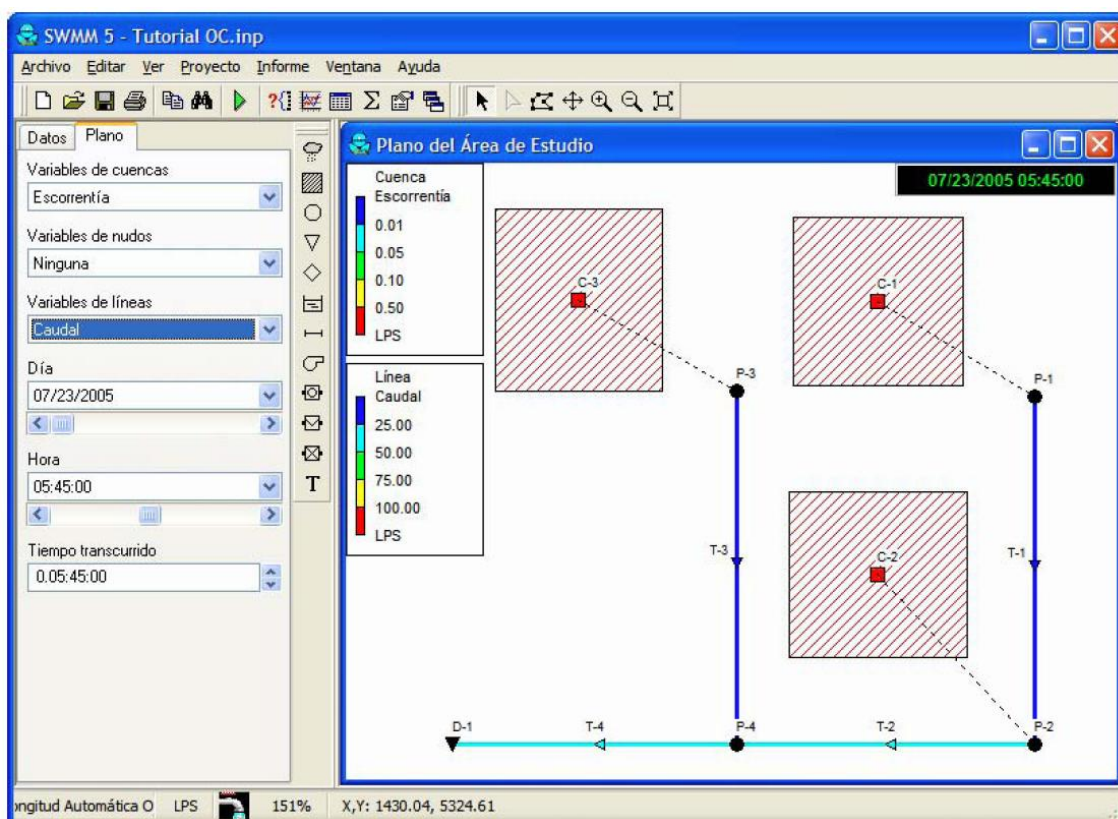 SWMM 5 - Tutorial OC.inp
Archivo Editar Ver Proyecto Informe Ventana Ayuda
Datos Plano
Variables de cuencas
Escorrentía
Variables de nudos
Ninguna
Variables de líneas
Caudal
Día
07/23/2005
Hora
05:45:00
Tiempo transcurrido
0.05:45:00
T
Plano del Área de Estudio
07/23/2005 05:45:00
Cuenca
Escorrentía
0.01
0.05
0.10
0.50
LPS
Línea
Caudal
25.00
50.00
75.00
100.00
LPS
C-3
C-1
P-3
P-1
T-3
T-1
C-2
D-1
T-4
P-4
T-2
P-2
ongitud Automática O LPS 151% X,Y: 1430.04, 5324.61